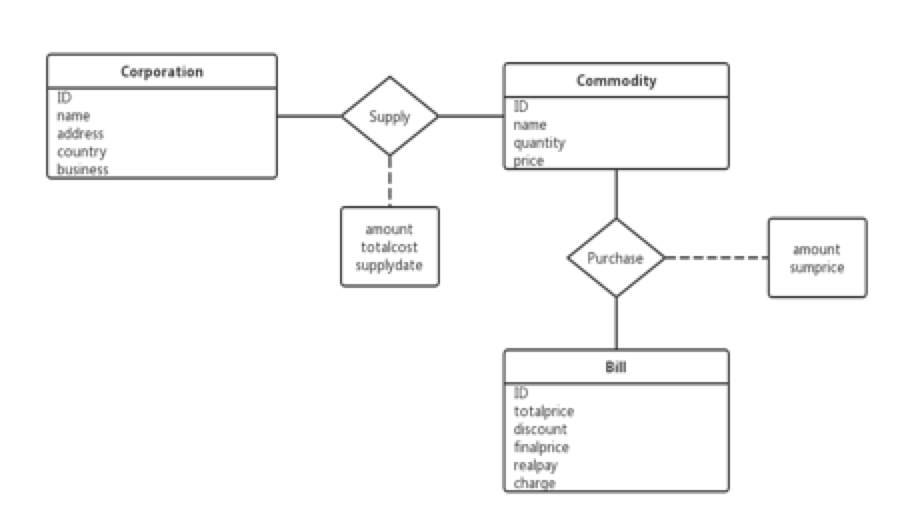 Corporation
ID
name
address
country
business
Supply
amount
totalcost
supplydate
Commodity
ID
name
quantity
price
Purchase
amount
sumprice
Bill
ID
totalprice
discount
finalprice
realpay
charge